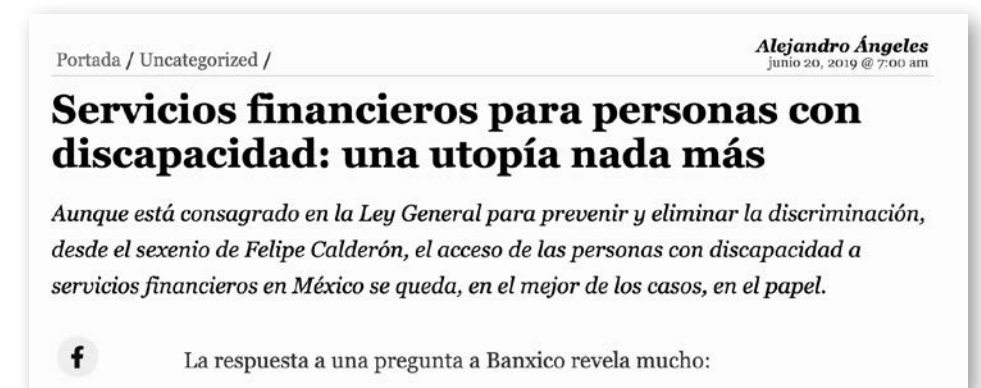 Portada / Uncategorized /
Alejandro Ángeles
junio 20, 2019 @ 7:00 am
Servicios financieros para personas con
discapacidad: una utopía nada más
Aunque está consagrado en la Ley General para prevenir y eliminar la discriminación,
desde el sexenio de Felipe Calderón, el acceso de las personas con discapacidad a
servicios financieros en México se queda, en el mejor de los casos, en el papel.
f
La respuesta a una pregunta a Banxico revela mucho: